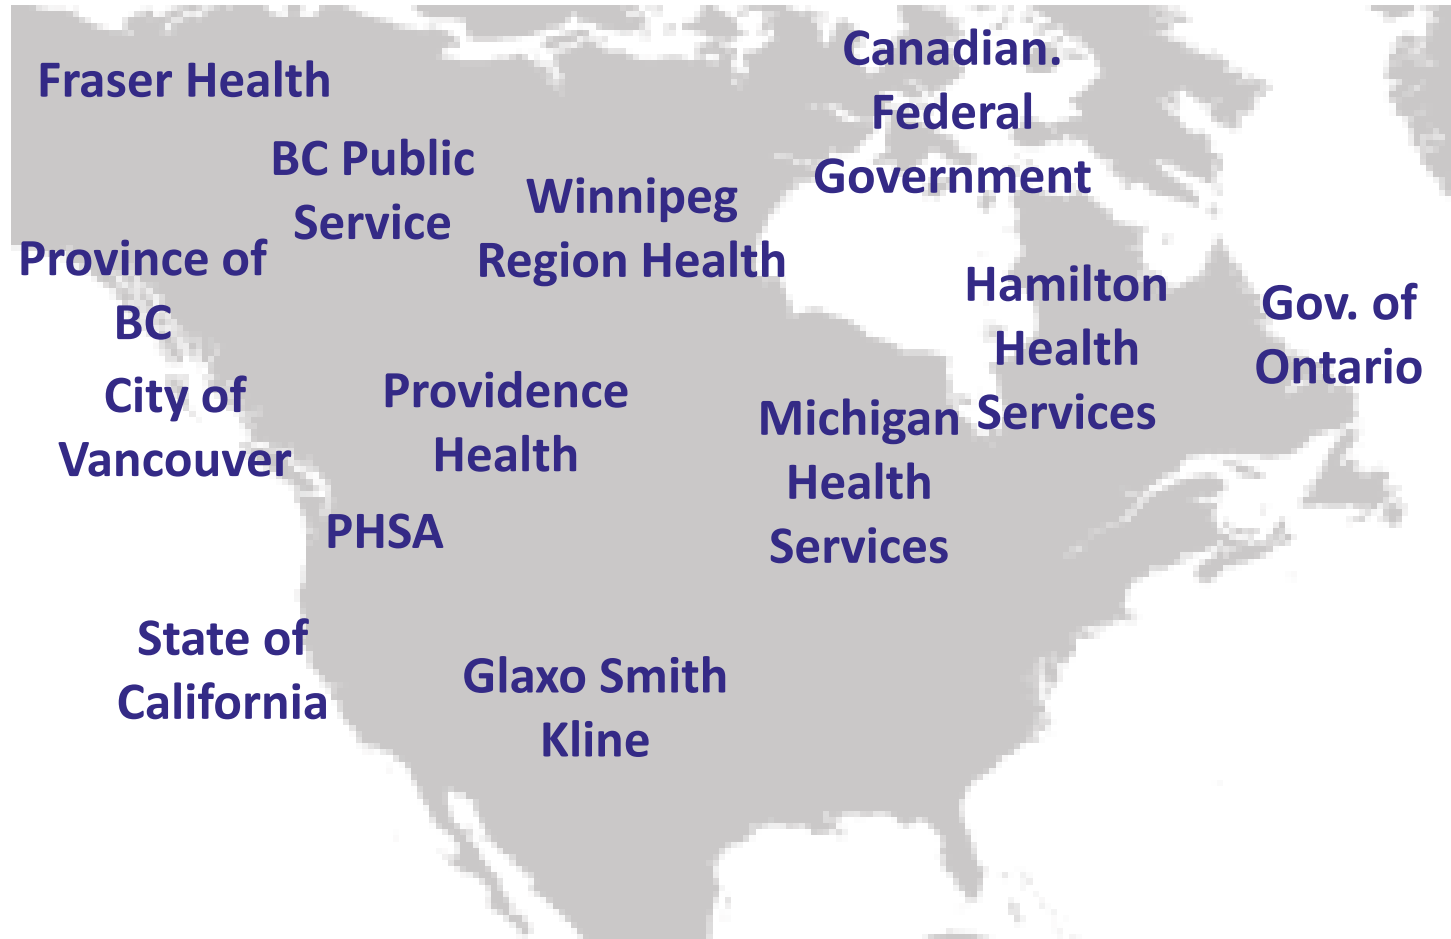 Fraser Health
BC Public
Service
Winnipeg
Region Health
Canadian.
Federal
Government
Province of
BC
City of
Vancouver
Providence
Health
PHSA
Michigan
Health
Services
Hamilton
Health
Services
Gov. of
Ontario
State of
California
Glaxo Smith
Kline